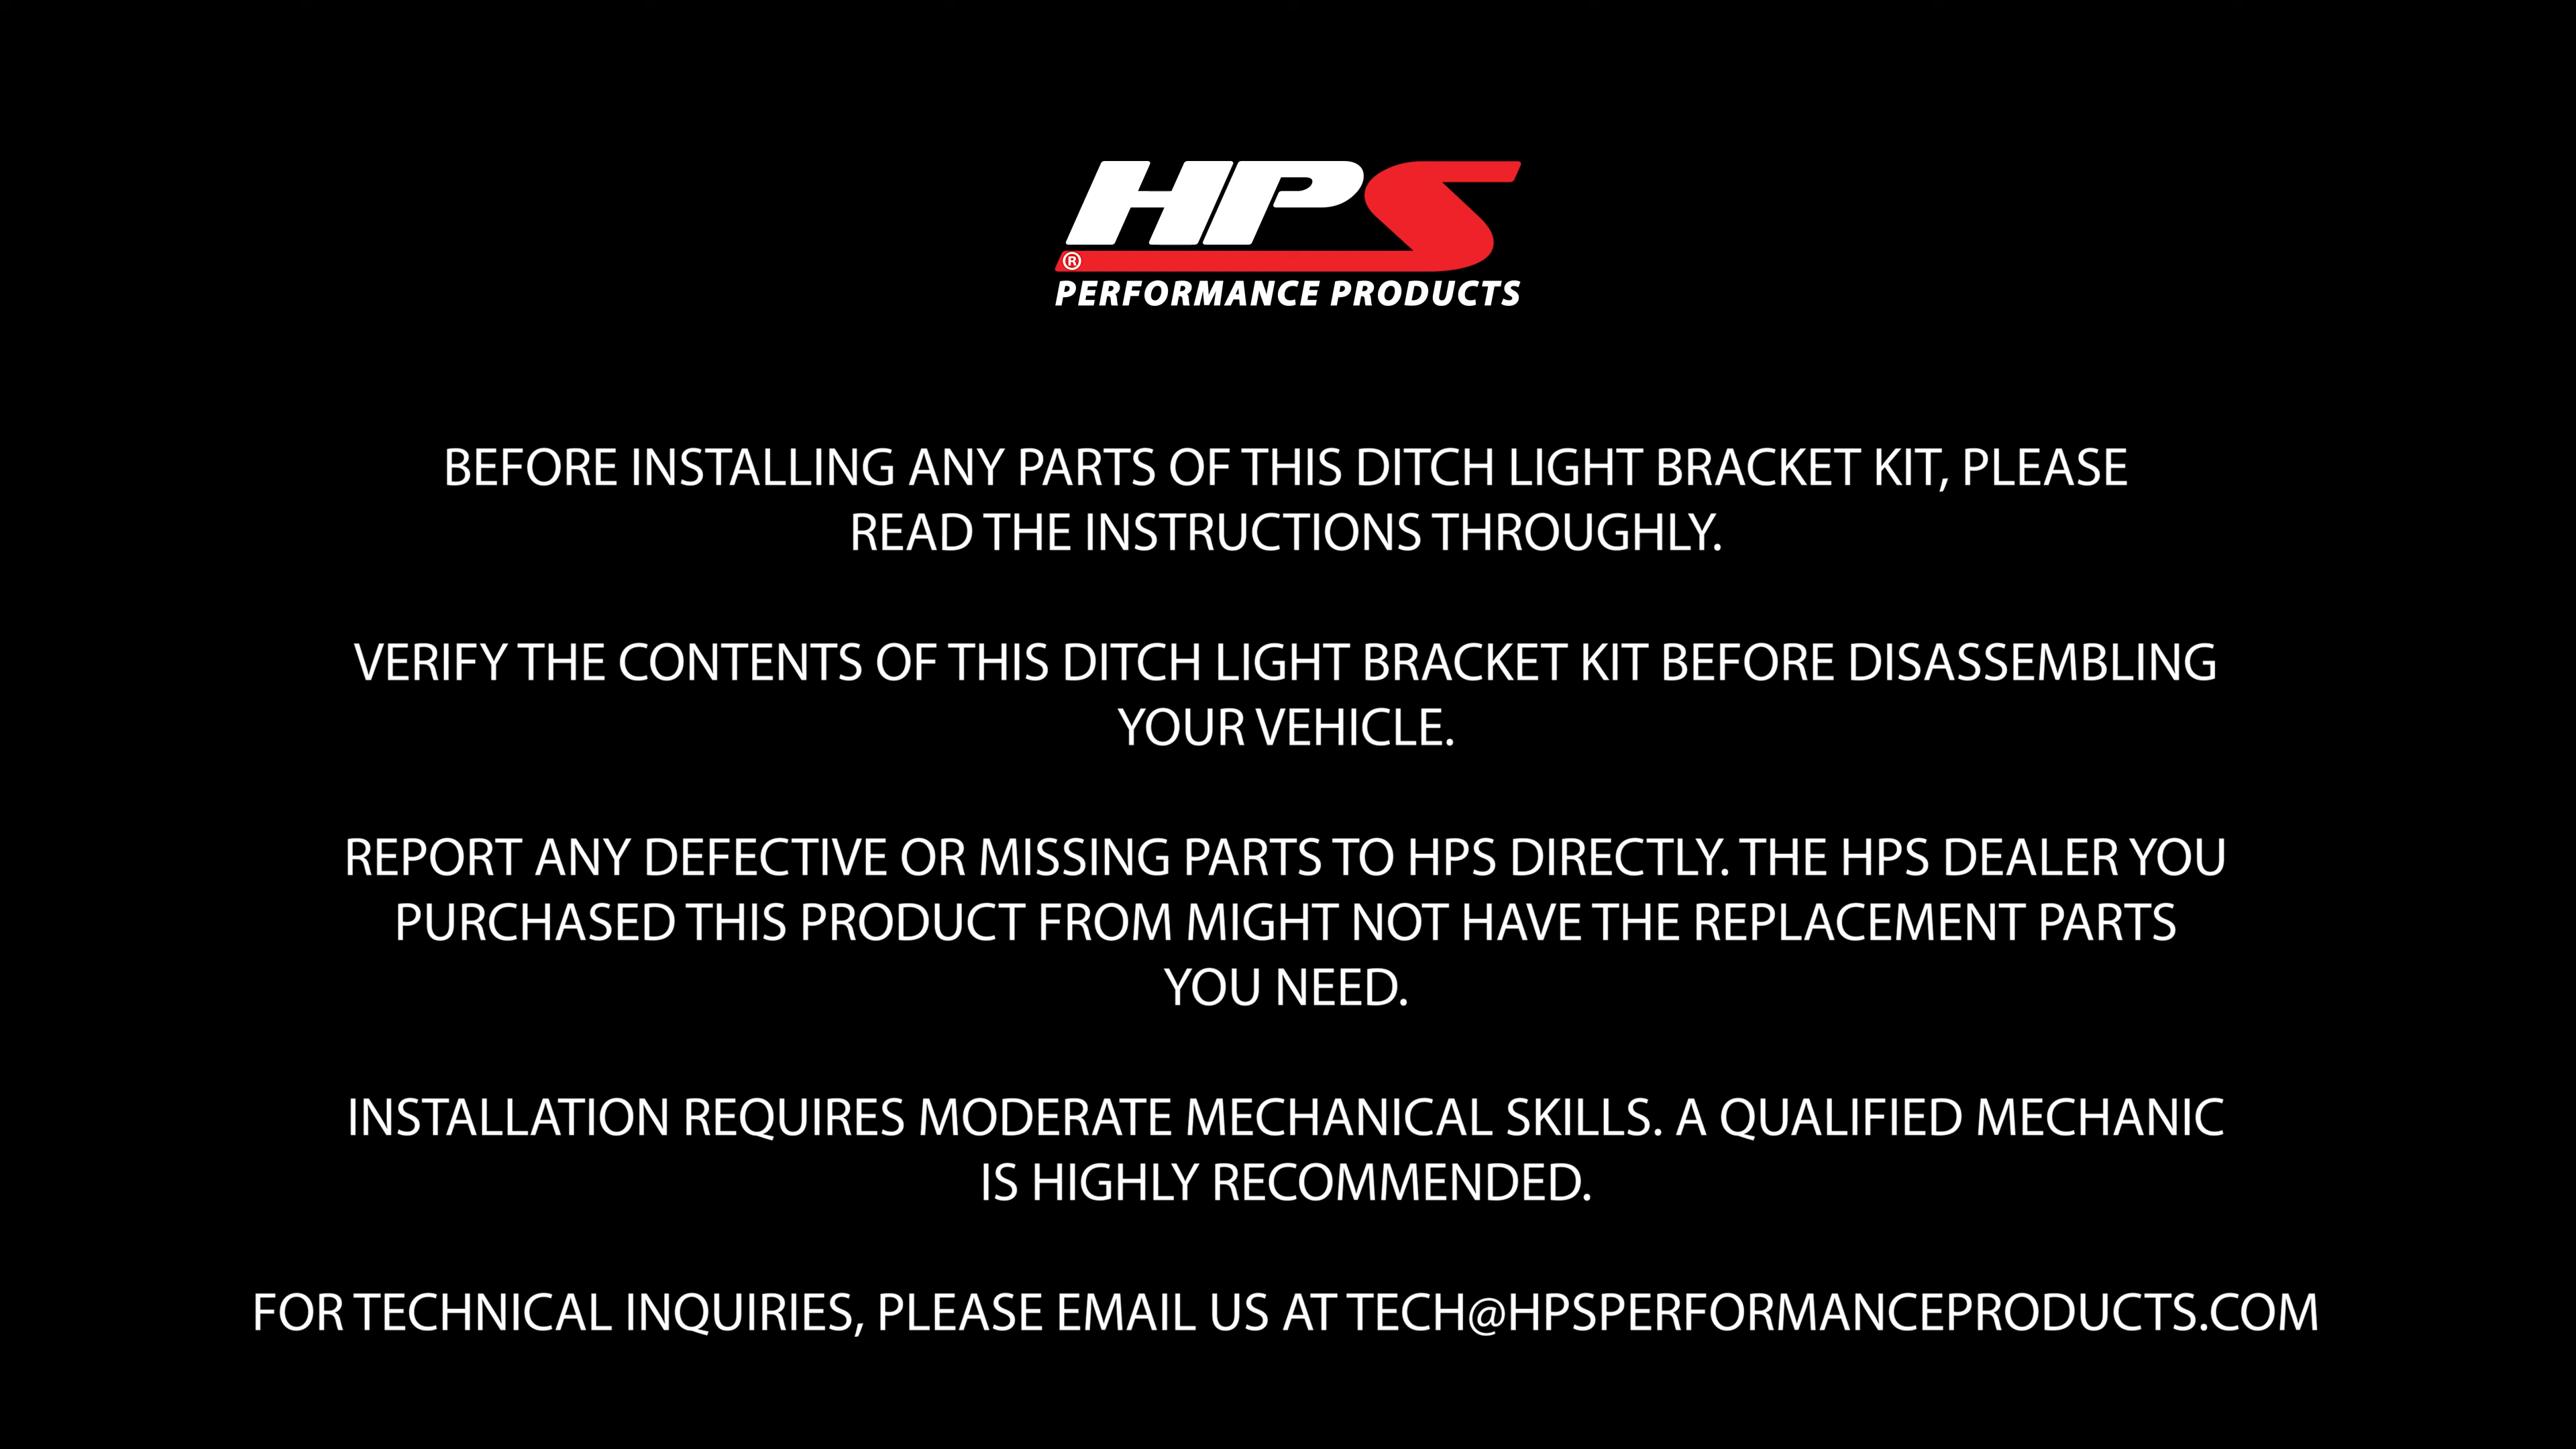 HPS
®
PERFORMANCE PRODUCTS
BEFORE INSTALLING ANY PARTS OF THIS DITCH LIGHT BRACKET KIT, PLEASE
READ THE INSTRUCTIONS THROUGHLY.
VERIFY THE CONTENTS OF THIS DITCH LIGHT BRACKET KIT BEFORE DISASSEMBLING
YOUR VEHICLE.
REPORT ANY DEFECTIVE OR MISSING PARTS TO HPS DIRECTLY. THE HPS DEALER YOU
PURCHASED THIS PRODUCT FROM MIGHT NOT HAVE THE REPLACEMENT PARTS
YOU NEED.
INSTALLATION REQUIRES MODERATE MECHANICAL SKILLS. A QUALIFIED MECHANIC
IS HIGHLY RECOMMENDED.
FOR TECHNICAL INQUIRIES, PLEASE EMAIL US AT TECH@HPSPERFORMANCEPRODUCTS.COM